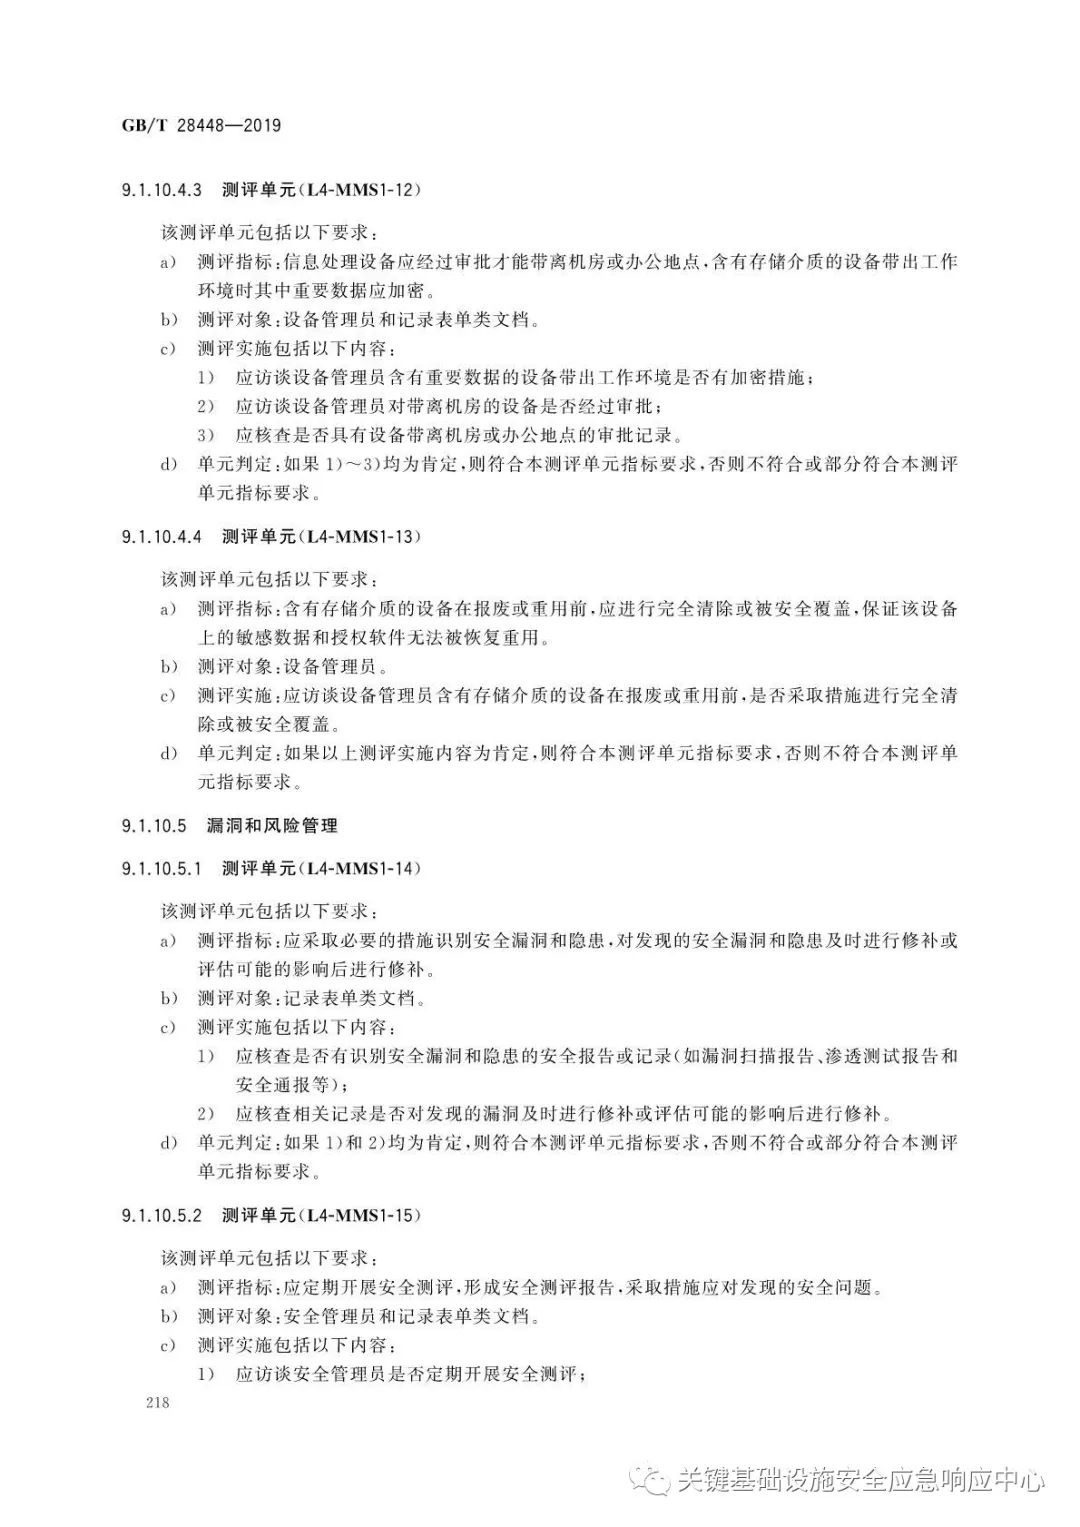 GB/T 28448—2019
9.1.10.4.3 测评单元(L4-MMS1-12)
该测评单元包括以下要求:
a) 测评指标:信息处理设备应经过审批才能带离机房或办公地点,含有存储介质的设备带出工作
环境时其中重要数据应加密。
b) 测评对象:设备管理员和记录表单类文档。
c) 测评实施包括以下内容:
1) 应访谈设备管理员含有重要数据的设备带出工作环境是否有加密措施;
2) 应访谈设备管理员对带离机房的设备是否经过审批;
3) 应核查是否具有设备带离机房或办公地点的审批记录。
d) 单元判定:如果 1)~3)均为肯定,则符合本测评单元指标要求,否则不符合或部分符合本测评
单元指标要求。
9.1.10.4.4 测评单元(L4-MMS1-13)
该测评单元包括以下要求:
a) 测评指标:含有存储介质的设备在报废或重用前,应进行完全清除或被安全覆盖,保证该设备
上的敏感数据和授权软件无法被恢复重用。
b) 测评对象:设备管理员。
c) 测评实施:应访谈设备管理员含有存储介质的设备在报废或重用前,是否采取措施进行完全清
除或被安全覆盖。
d) 单元判定:如果以上测评实施内容为肯定,则符合本测评单元指标要求,否则不符合本测评单
元指标要求。
9.1.10.5 漏洞和风险管理
9.1.10.5.1 测评单元(L4-MMS1-14)
该测评单元包括以下要求:
a) 测评指标:应采取必要的措施识别安全漏洞和隐患,对发现的安全漏洞和隐患及时进行修补或
评估可能的影响后进行修补。
b) 测评对象:记录表单类文档。
c) 测评实施包括以下内容:
1) 应核查是否有识别安全漏洞和隐患的安全报告或记录(如漏洞扫描报告、渗透测试报告和
安全通报等);
2) 应核查相关记录是否对发现的漏洞及时进行修补或评估可能的影响后进行修补。
d) 单元判定:如果 1)和 2)均为肯定,则符合本测评单元指标要求,否则不符合或部分符合本测评
单元指标要求。
9.1.10.5.2 测评单元(L4-MMS1-15)
该测评单元包括以下要求:
a) 测评指标:应定期开展安全测评,形成安全测评报告,采取措施应对发现的安全问题。
b) 测评对象:安全管理员和记录表单类文档。
c) 测评实施包括以下内容:
1) 应访谈安全管理员是否定期开展安全测评;
218
关键基础设施安全应急响应中心